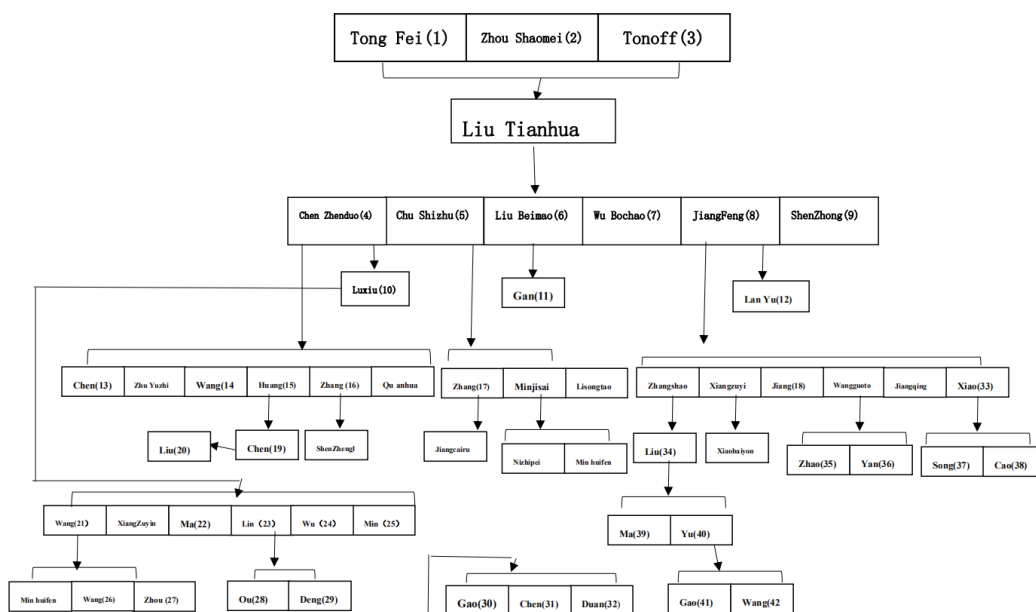 Tong Fei(1) Zhou Shaomei(2) Tonoff(3)
Liu Tianhua
Chen Zhenduo(4) Chu Shizhu(5) Liu Beimao(6) Wu Bochao(7) JiangFeng(8) ShenZhong(9)
Luxiu(10) Gan(11) Lan Yu(12)
Chen(13) Zhu Yuzhi Wang(14 Huang(15) Zhang(16) Qu anhua Zhang(17) Minjisai Lisongtao Zhangshao Xiangzuyi Jiang(18) Wangguoto Jiangqing Xiao(33)
Liu(20) Chen(19) ShenZhengl Jiangcairu Nizhipei Min huifen Liu(34) Xiaobaiyon Zhao(35) Yan(36) Song(37) Cao(38)
Wang(21) XiangZuyin Ma(22) Lin (23) Wu (24) Min (25) Ma(39) Yu(40)
Min huifen Wang(26) Zhou(27) Ou(28) Deng(29) Gao(30) Chen(31) Duan(32) Gao(41) Wang(42